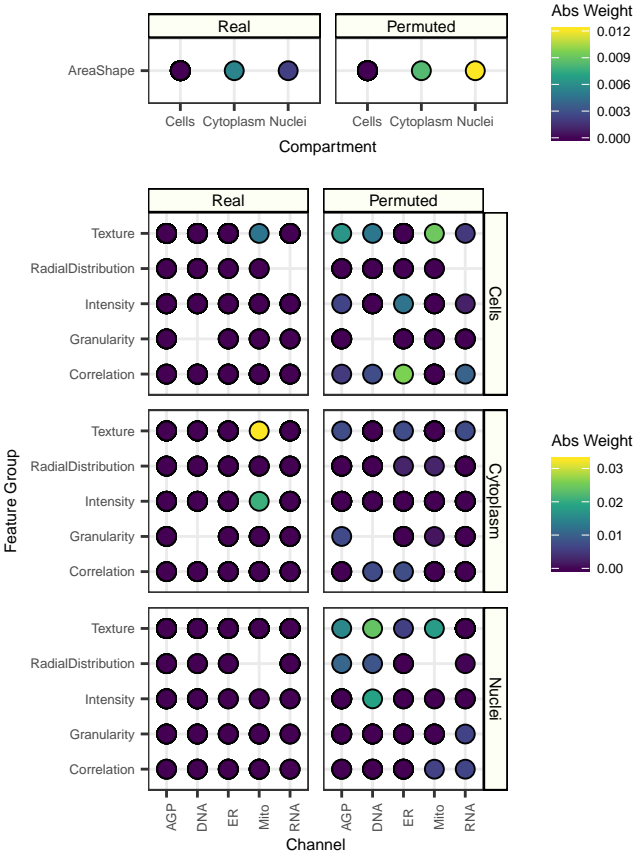 Real
Permuted
AreaShape
Cells
Cytoplasm
Nuclei
Cells
Cytoplasm
Nuclei
Compartment
Abs Weight
0.012
0.009
0.006
0.003
0.000
Real
Permuted
Texture
RadialDistribution
Intensity
Granularity
Correlation
Cells
Texture
RadialDistribution
Intensity
Granularity
Correlation
Cytoplasm
Texture
RadialDistribution
Intensity
Granularity
Correlation
Nuclei
Feature Group
AGP
DNA
ER
Mito
RNA
AGP
DNA
ER
Mito
RNA
Channel
Abs Weight
0.03
0.02
0.01
0.00